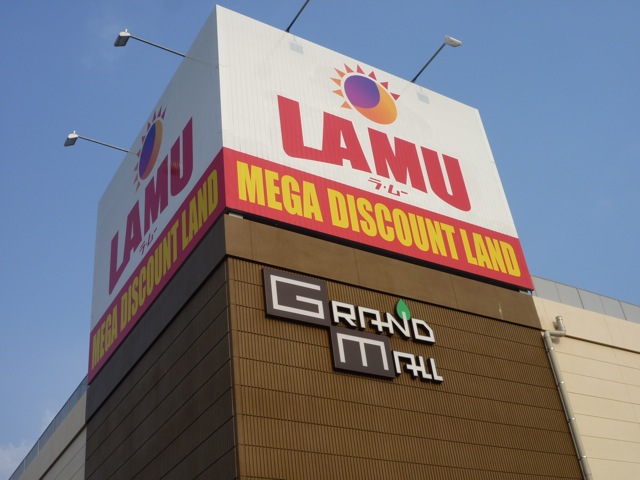 LAMU
ラ・ムー
MEGA DISCOUNT LAND
LAMU
ラ・ムー
MEGA DISCOUNT LAND
GRAND
MALL